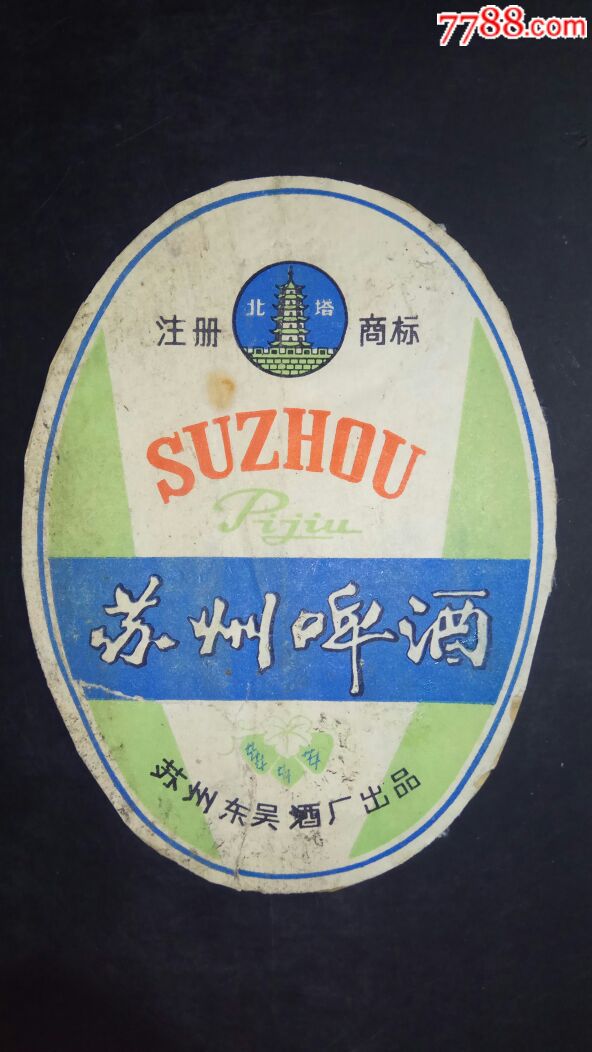 7788.com
注册 北塔 商标
SUZHOU
Pijiu
苏州啤酒
苏州东吴酒厂出品